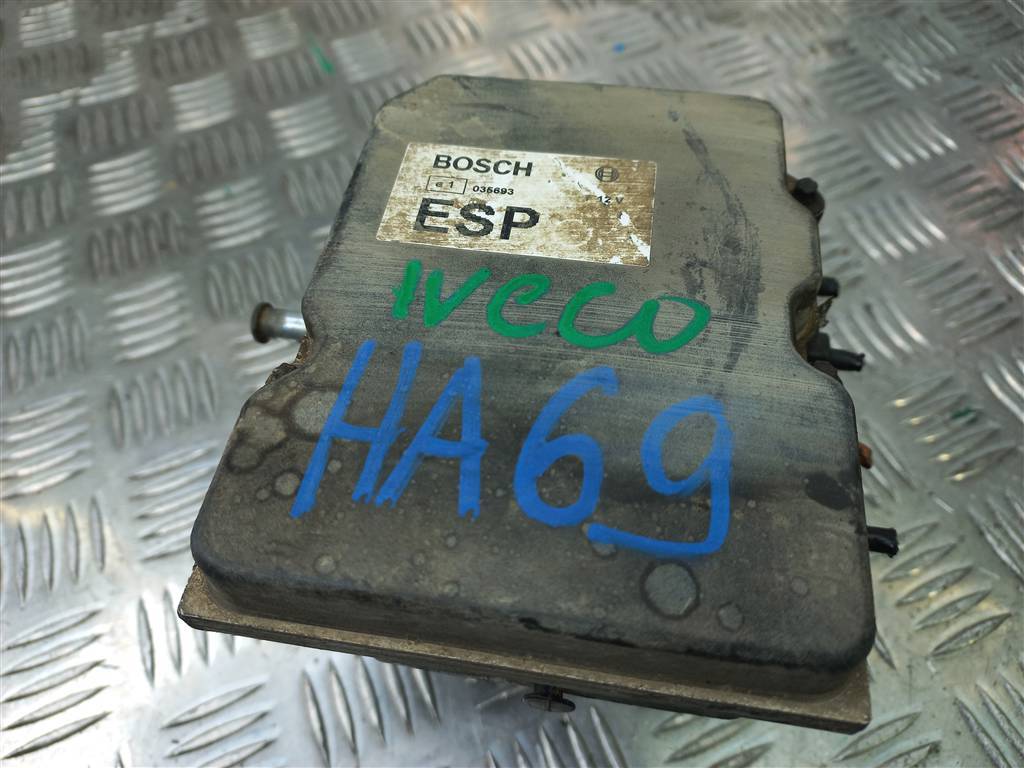 BOSCH
e1 035693 12 V
ESP
IVECO
HA69